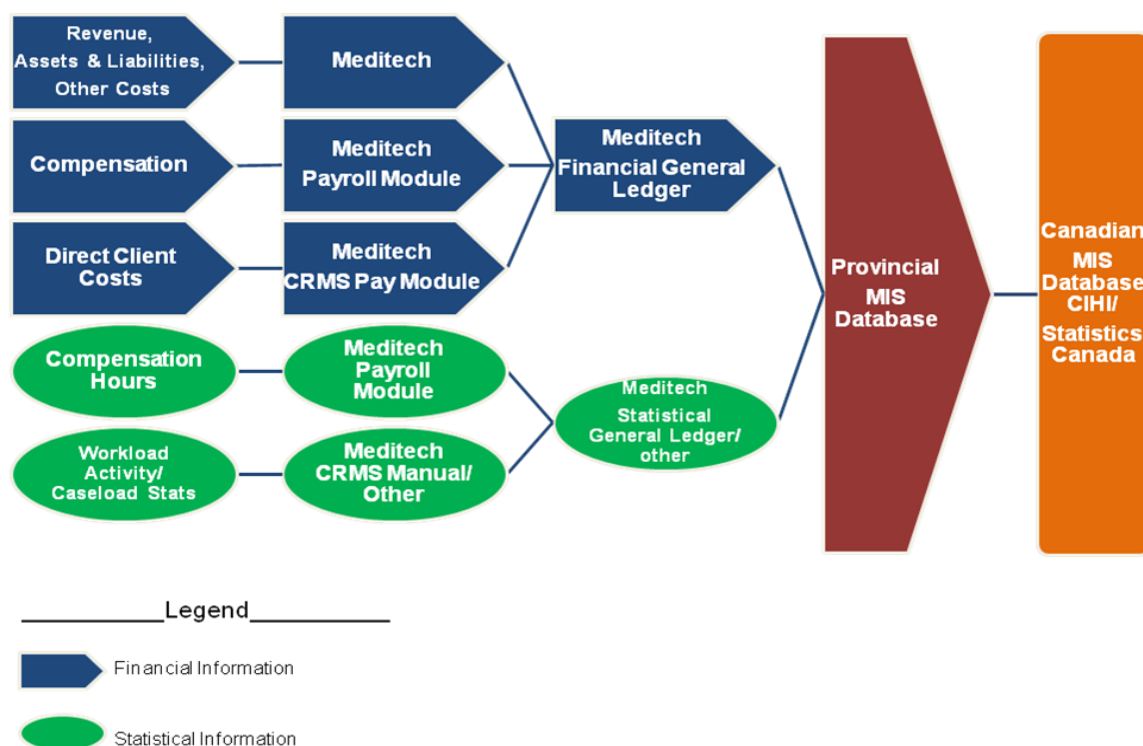 Revenue,
Assets & Liabilities,
Other Costs
Meditech
Compensation
Meditech
Payroll Module
Direct Client
Costs
Meditech
CRMS Pay Module
Meditech
Financial General
Ledger
Compensation
Hours
Meditech
Payroll
Module
Workload
Activity/
Caseload Stats
Meditech
CRMS Manual/
Other
Meditech
Statistical
General Ledger/
other
Provincial
MIS
Database
Canadian
MIS
Database
CIHI/
Statistics
Canada
Legend
Financial Information
Statistical Information